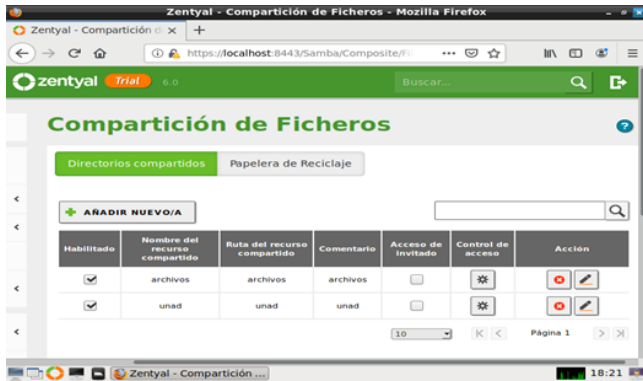 Zentyal - Compartición de Ficheros - Mozilla Firefox
Zentyal - Compartición d
https://localhost:8443/Samba/Composite/Fi
zentyal Trial 6.0 Buscar...
Compartición de Ficheros
Directorios compartidos Papelera de Reciclaje
AÑADIR NUEVO/A
Habilitado Nombre del recurso compartido Ruta del recurso compartido Comentario Acceso de Invitado Control de acceso Acción
archivos archivos archivos
unad unad unad
10 Página 1
Zentyal - Compartición ... 18:21